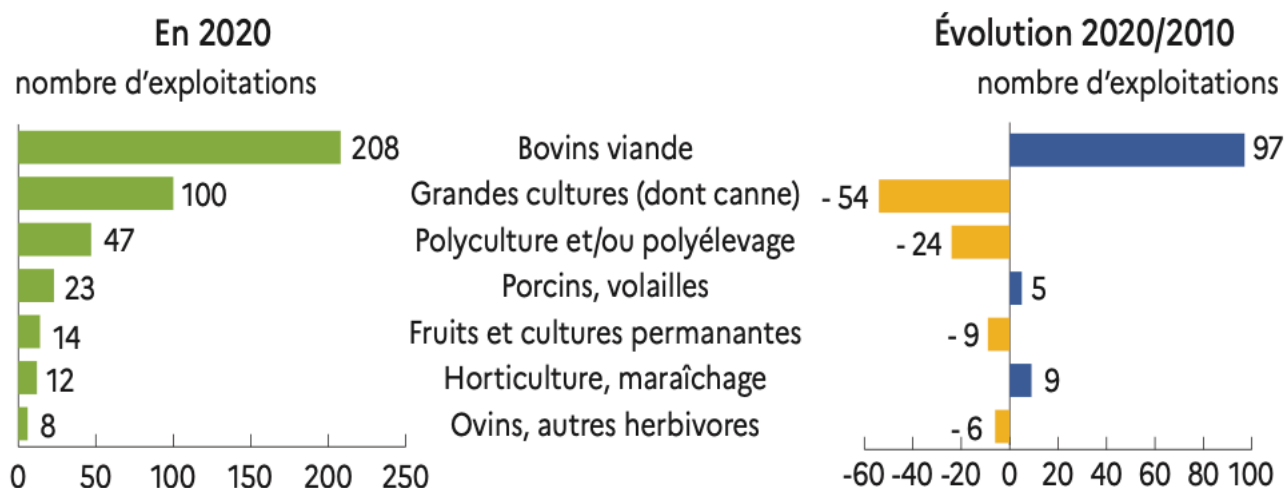 En 2020
nombre d'exploitations
Évolution 2020/2010
nombre d'exploitations
208 Bovins viande 97
100 Grandes cultures (dont canne) - 54
47 Polyculture et/ou polyélevage - 24
23 Porcins, volailles 5
14 Fruits et cultures permanantes - 9
12 Horticulture, maraîchage 9
8 Ovins, autres herbivores - 6
0 50 100 150 200 250
-60 -40 -20 0 20 40 60 80 100